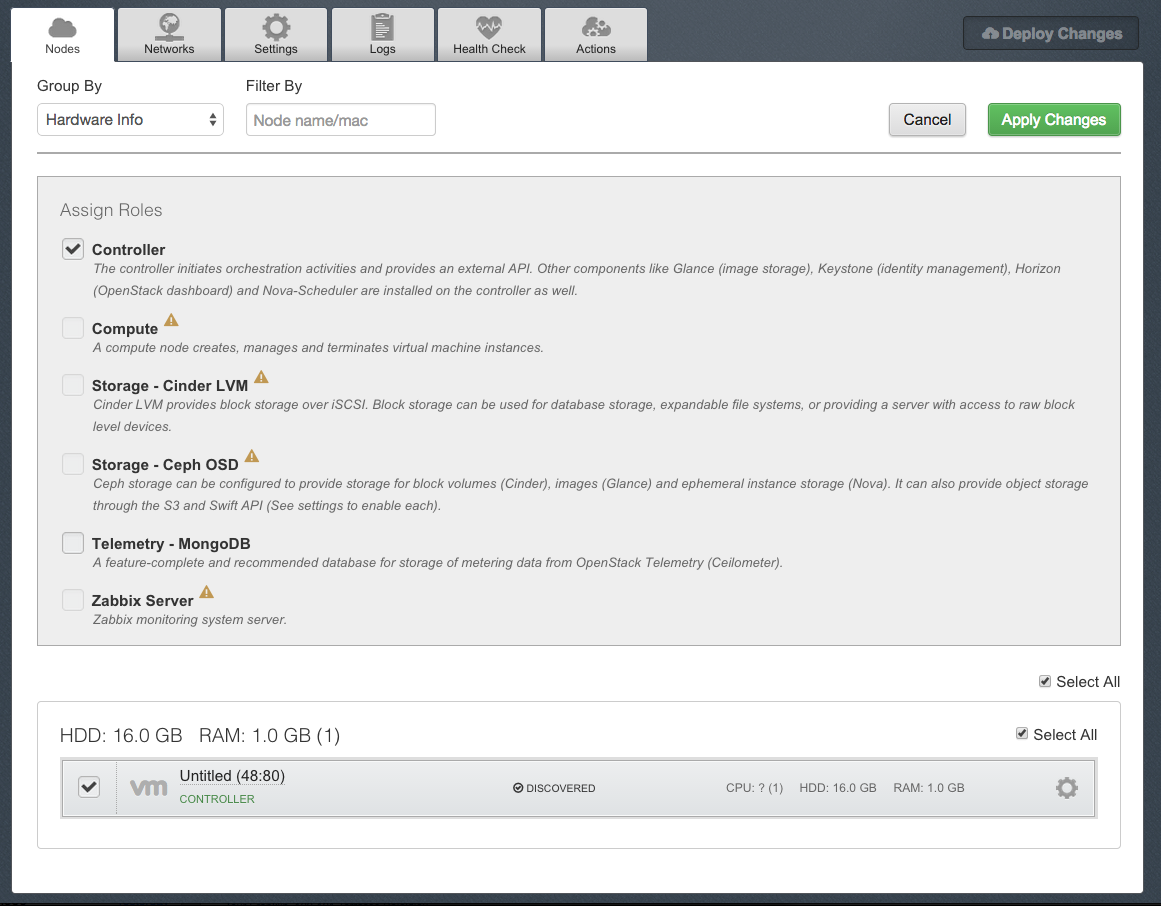 Nodes
Networks
Settings
Logs
Health Check
Actions
Deploy Changes
Group By
Filter By
Hardware Info
Node name/mac
Cancel
Apply Changes
Assign Roles
Controller
The controller initiates orchestration activities and provides an external API. Other components like Glance (image storage), Keystone (identity management), Horizon
(OpenStack dashboard) and Nova-Scheduler are installed on the controller as well.
Compute
A compute node creates, manages and terminates virtual machine instances.
Storage - Cinder LVM
Cinder LVM provides block storage over iSCSI. Block storage can be used for database storage, expandable file systems, or providing a server with access to raw block
level devices.
Storage - Ceph OSD
Ceph storage can be configured to provide storage for block volumes (Cinder), images (Glance) and ephemeral instance storage (Nova). It can also provide object storage
through the S3 and Swift API (See settings to enable each).
Telemetry - MongoDB
A feature-complete and recommended database for storage of metering data from OpenStack Telemetry (Ceilometer).
Zabbix Server
Zabbix monitoring system server.
Select All
HDD: 16.0 GB RAM: 1.0 GB (1)
Select All
vm
Untitled (48:80)
CONTROLLER
DISCOVERED
CPU: ? (1) HDD: 16.0 GB RAM: 1.0 GB